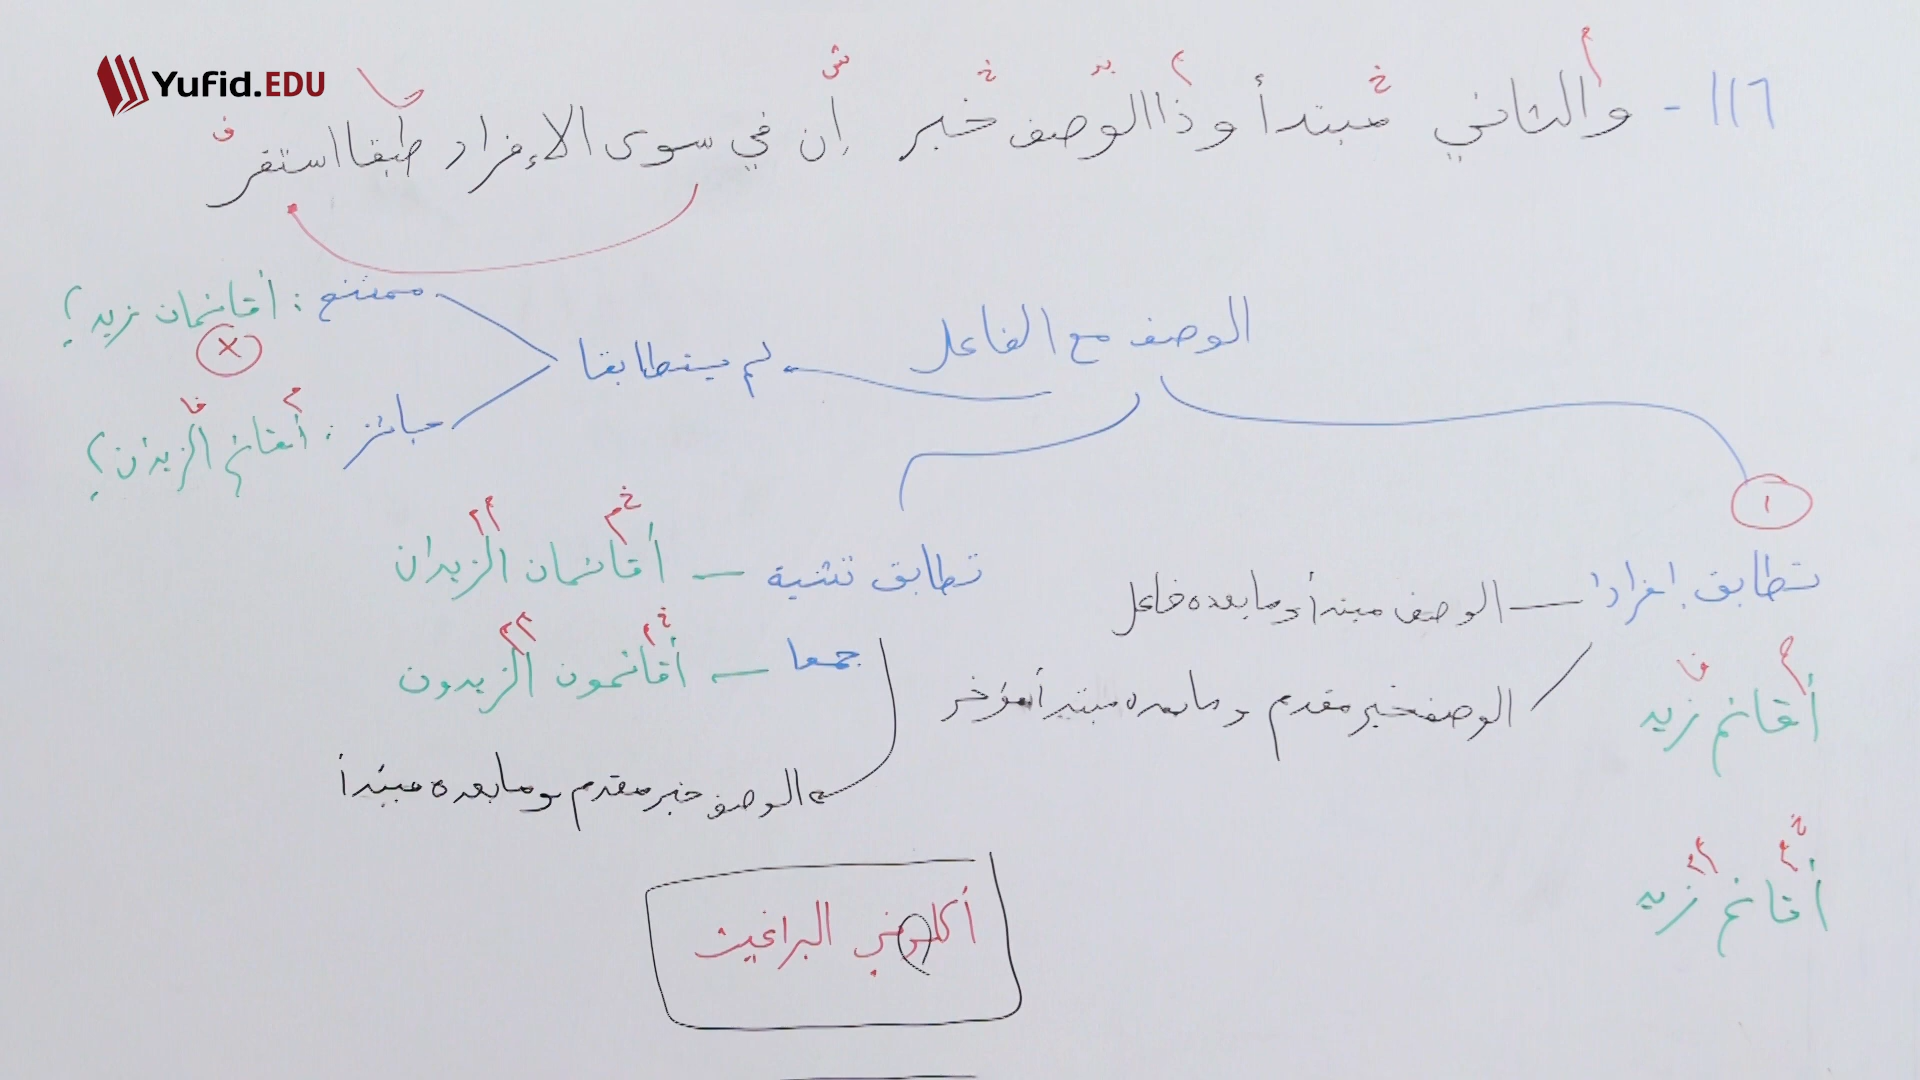 Yufid.EDU
١١٦ - والثاني مبتدأ وذا الوصف خبر إن في سوى الإفراد طبقا استقر
الوصف مع الفاعل
لم يتطابقا
ممتنع : أقائمان زيد ؟
×
جائز : أقائم الزيدان ؟
١
تطابق إفرادا — الوصف مبتدأ وما بعده فاعل
الوصف خبر مقدم وما بعده مبتدأ مؤخر
أقائم زيد
أقائم زيد
تطابق تثنية — أقائمان الزيدان
جمعا — أقائمون الزيدون
الوصف خبر مقدم وما بعده مبتدأ
أكلوني البراغيث